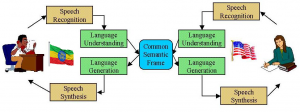 Speech
Recognition
Language
Understanding
Language
Generation
Speech
Synthesis
Common
Semantic
Frame
Speech
Recognition
Language
Understanding
Language
Generation
Speech
Synthesis